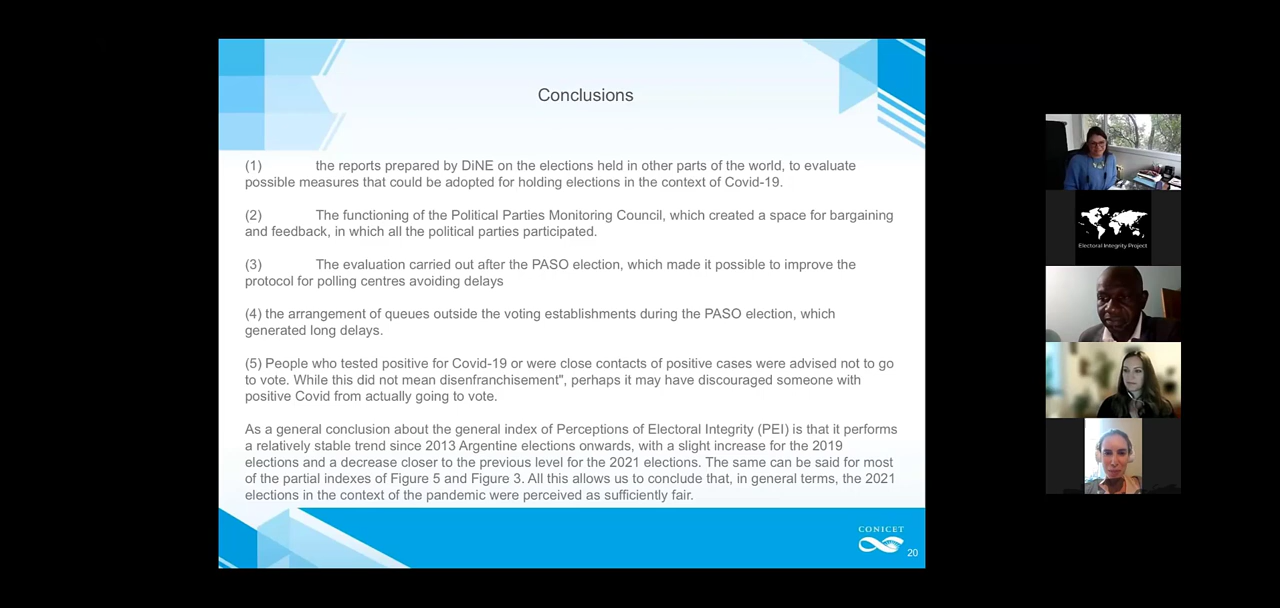 Conclusions
(1) the reports prepared by DiNE on the elections held in other parts of the world, to evaluate
possible measures that could be adopted for holding elections in the context of Covid-19.
(2) The functioning of the Political Parties Monitoring Council, which created a space for bargaining
and feedback, in which all the political parties participated.
(3) The evaluation carried out after the PASO election, which made it possible to improve the
protocol for polling centres avoiding delays
(4) the arrangement of queues outside the voting establishments during the PASO election, which
generated long delays.
(5) People who tested positive for Covid-19 or were close contacts of positive cases were advised not to go
to vote. While this did not mean disenfranchisement", perhaps it may have discouraged someone with
positive Covid from actually going to vote.
As a general conclusion about the general index of Perceptions of Electoral Integrity (PEI) is that it performs
a relatively stable trend since 2013 Argentine elections onwards, with a slight increase for the 2019
elections and a decrease closer to the previous level for the 2021 elections. The same can be said for most
of the partial indexes of Figure 5 and Figure 3. All this allows us to conclude that, in general terms, the 2021
elections in the context of the pandemic were perceived as sufficiently fair.
CONICET
20
Electoral Integrity Project